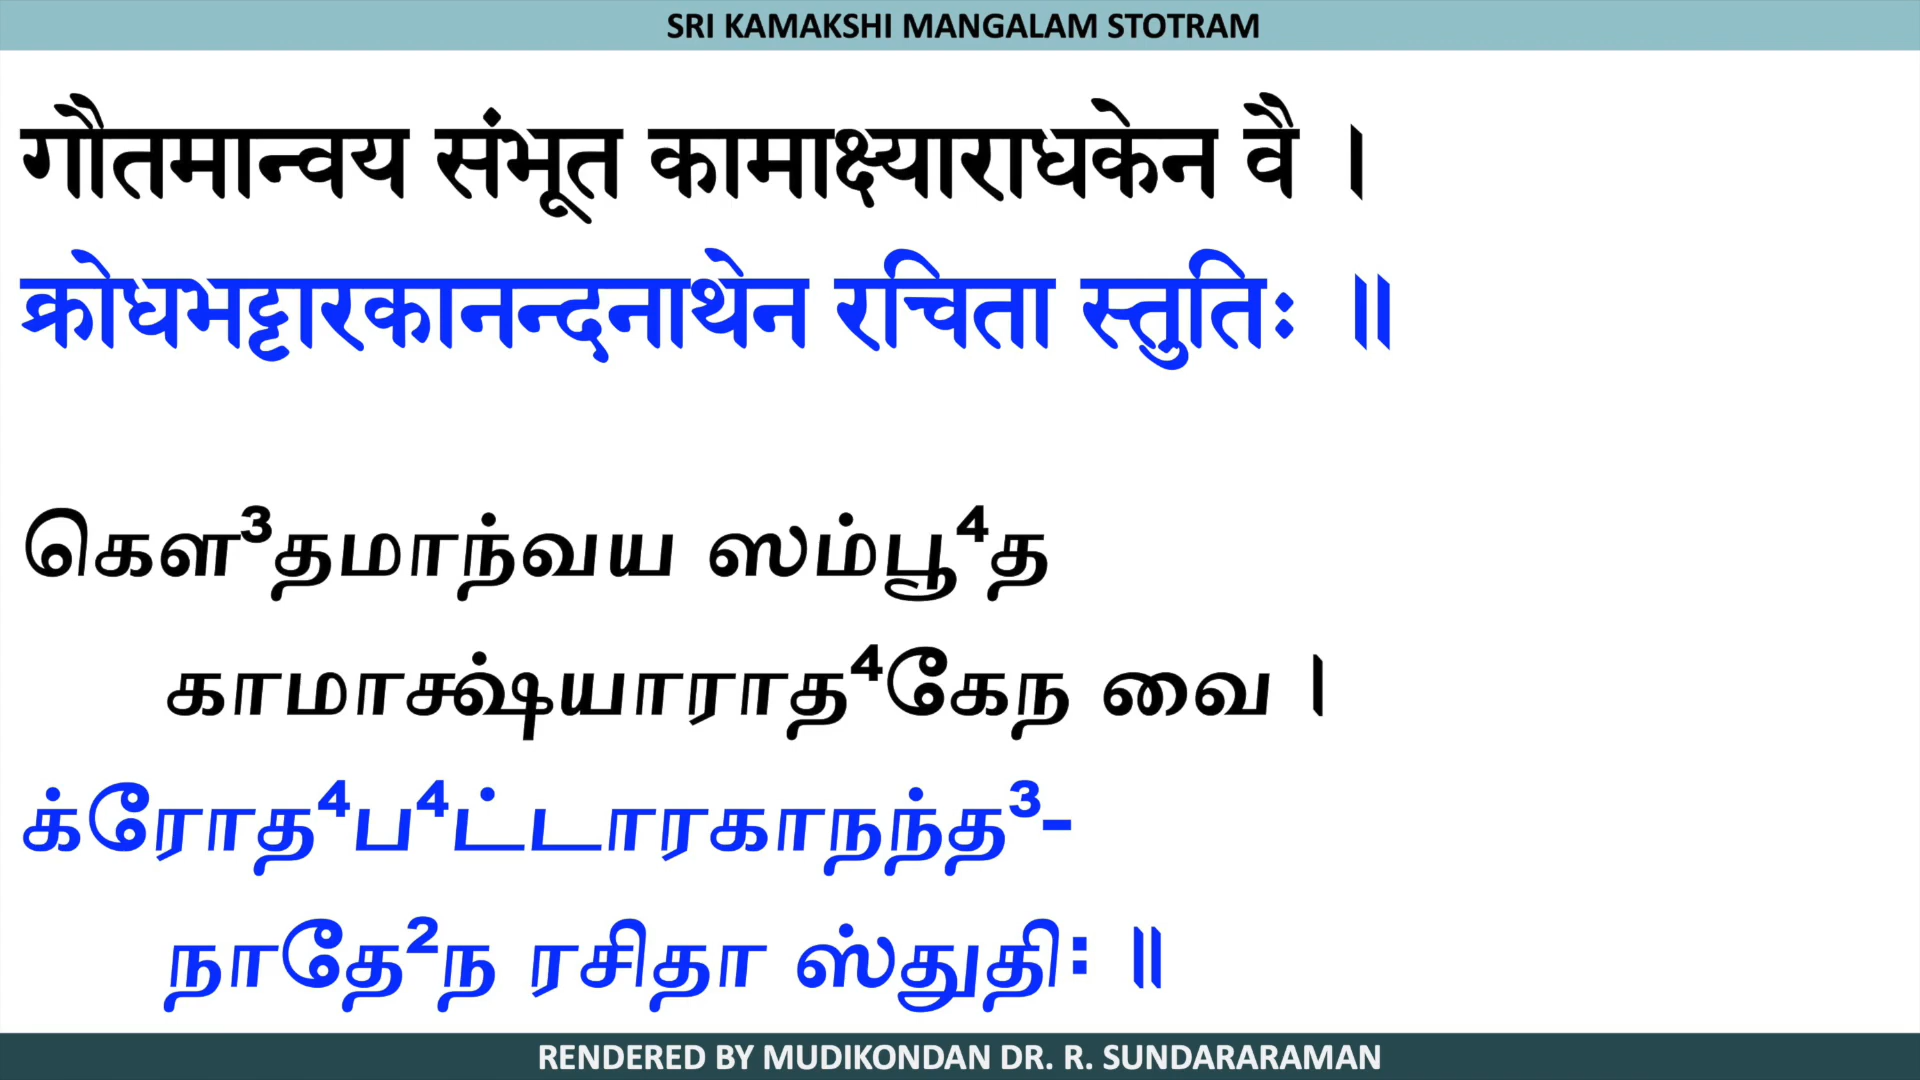 SRI KAMAKSHI MANGALAM STOTRAM
गौतमान्वय संभूत कामाक्ष्याराधकेन वै ।
क्रोधभट्टारकानन्दनाथेन रचिता स्तुतिः ॥
கௌ³தமாந்வய ஸம்பூ⁴த
காமாக்ஷ்யாராத⁴கேந வை ।
க்ரோத⁴ப⁴ட்டாரகாநந்த³-
நாதே²ந ரசிதா ஸ்துதி꞉ ॥
RENDERED BY MUDIKONDAN DR. R. SUNDARARAMAN